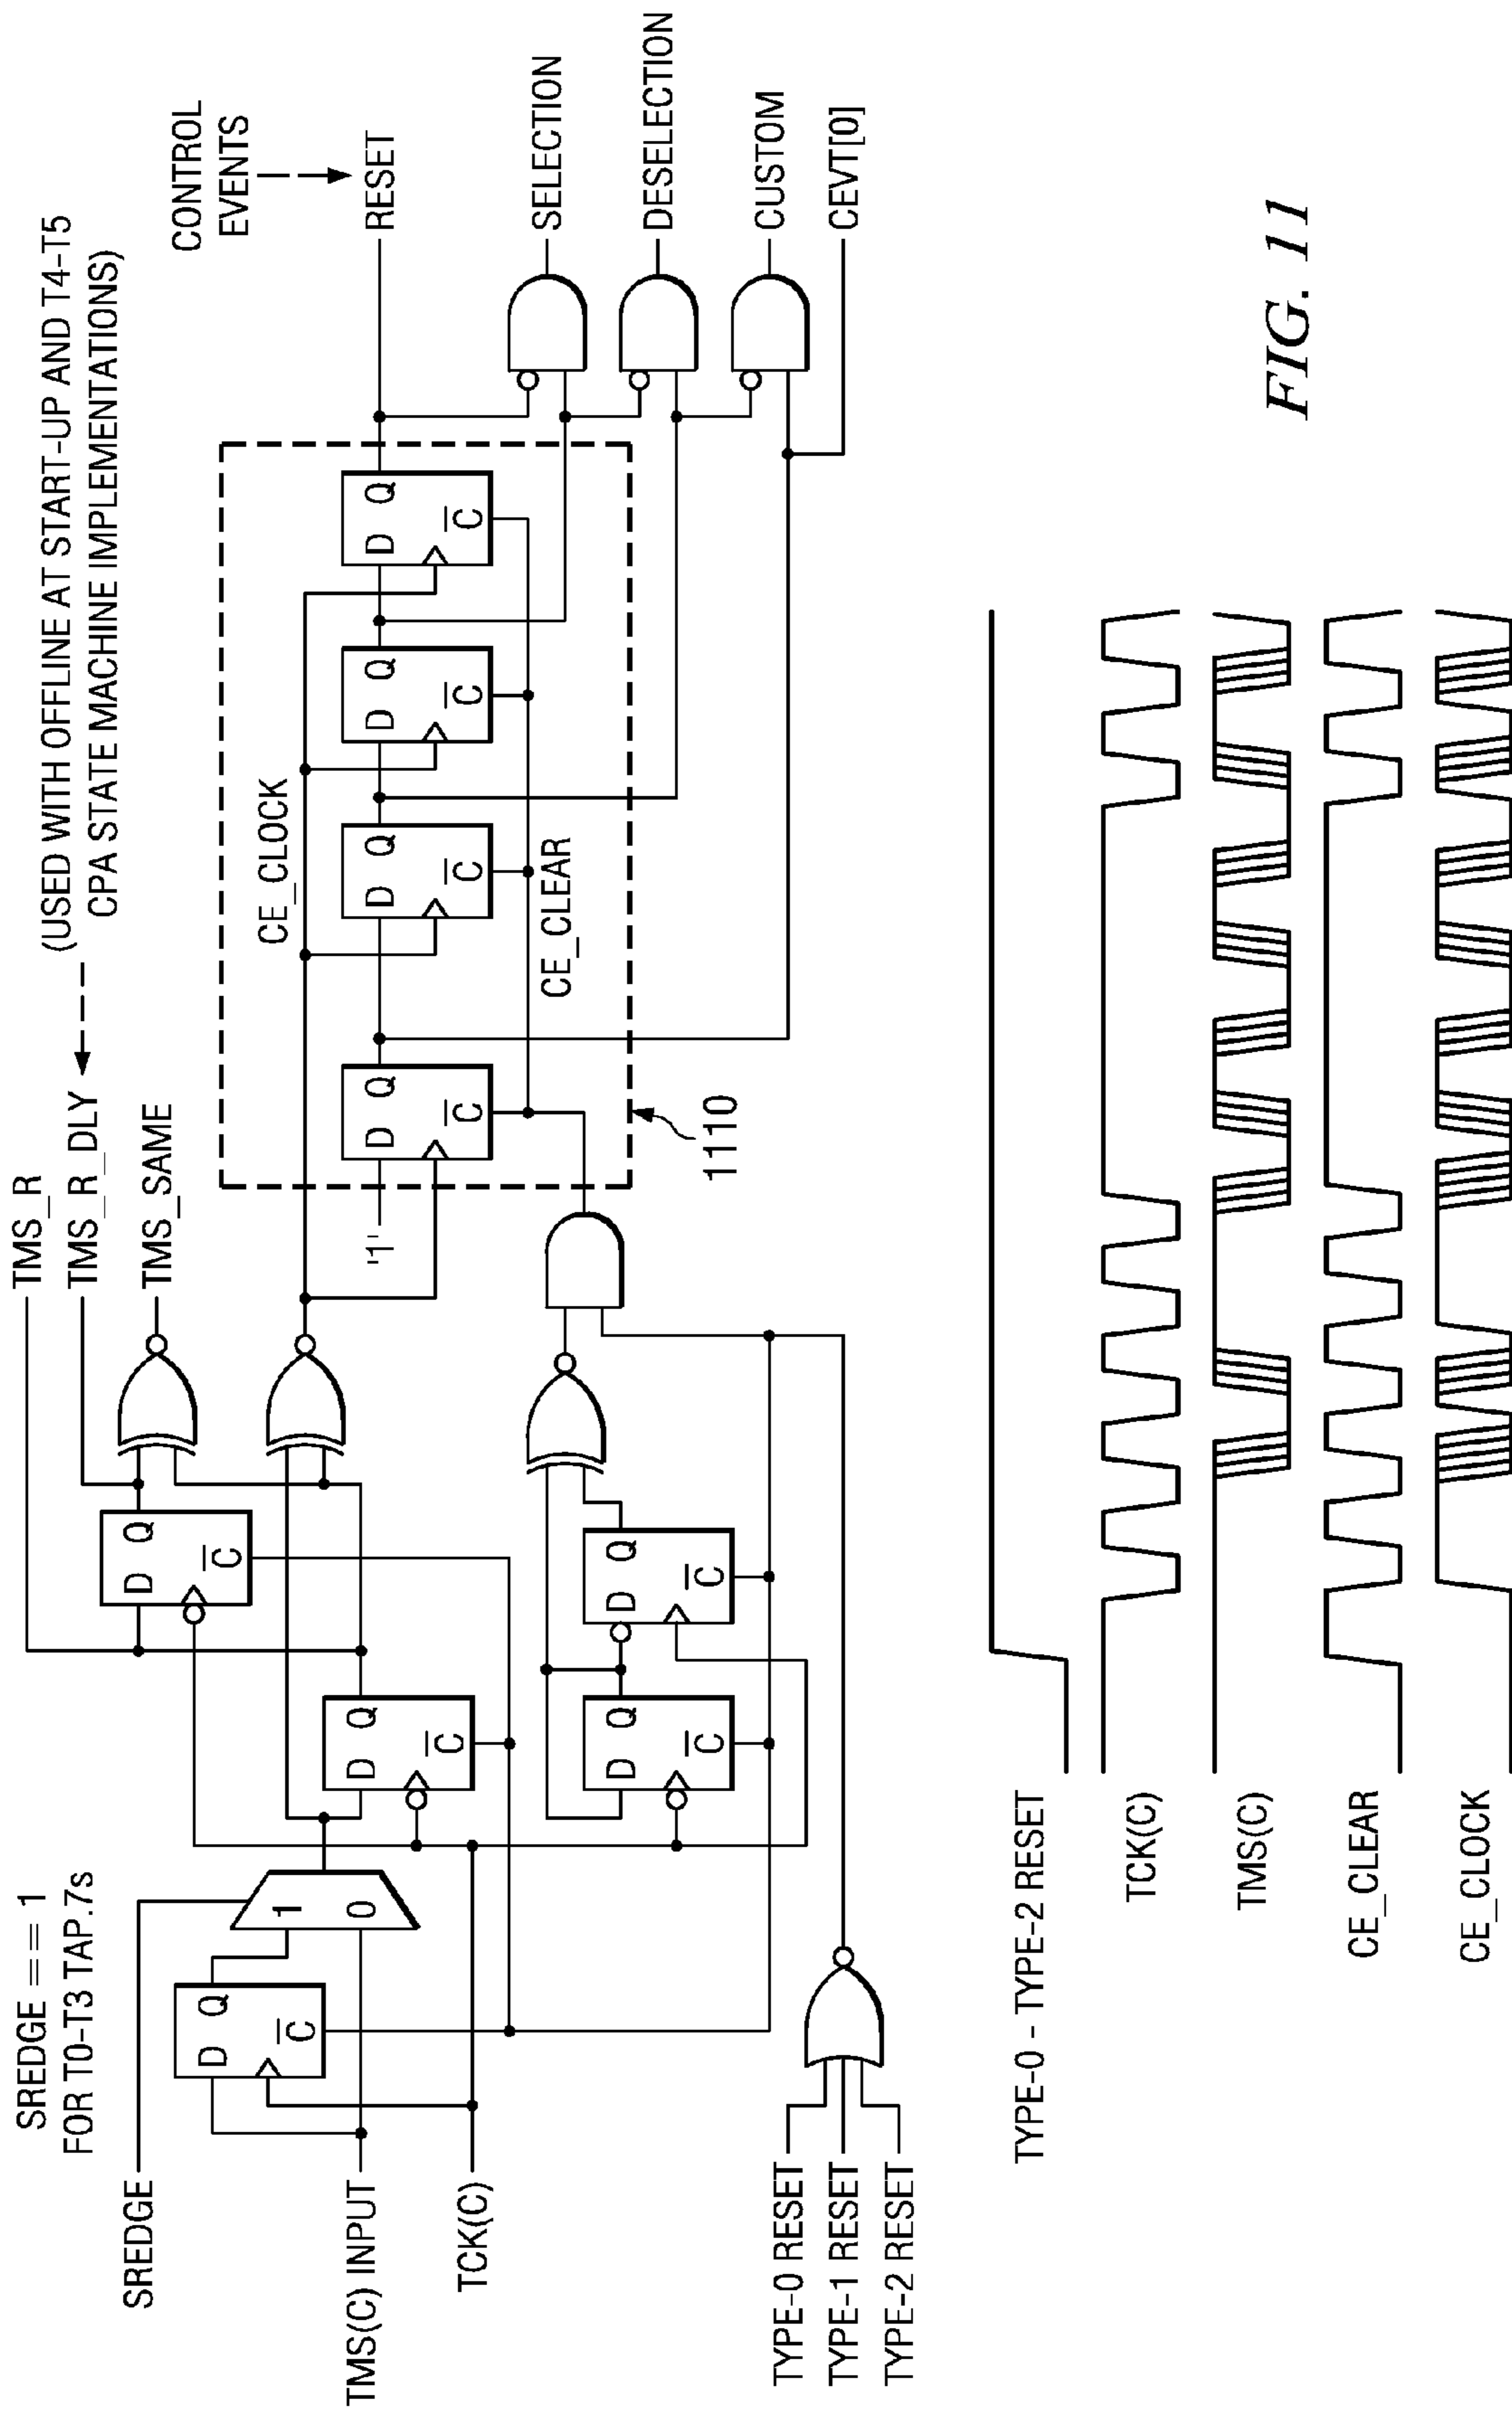 SREDGE === 1
FOR T0-T3 TAP.7s
SREDGE
TMS(C) INPUT
TCK(C)
TYPE-0 RESET
TYPE-1 RESET
TYPE-2 RESET
D Q
C
1
0
D Q
C
D Q
C
D Q
C
D Q
C
TMS_R
TMS_R_DLY
(USED WITH OFFLINE AT START-UP AND T4-T5
CPA STATE MACHINE IMPLEMENTATIONS)
TMS_SAME
'1'
CE_CLOCK
D Q
C
D Q
C
D Q
C
D Q
C
CE_CLEAR
1110
CONTROL
EVENTS
RESET
SELECTION
DESELECTION
CUSTOM
CEVT[0]
TYPE-0 - TYPE-2 RESET
TCK(C)
TMS(C)
CE_CLEAR
CE_CLOCK
FIG. 11